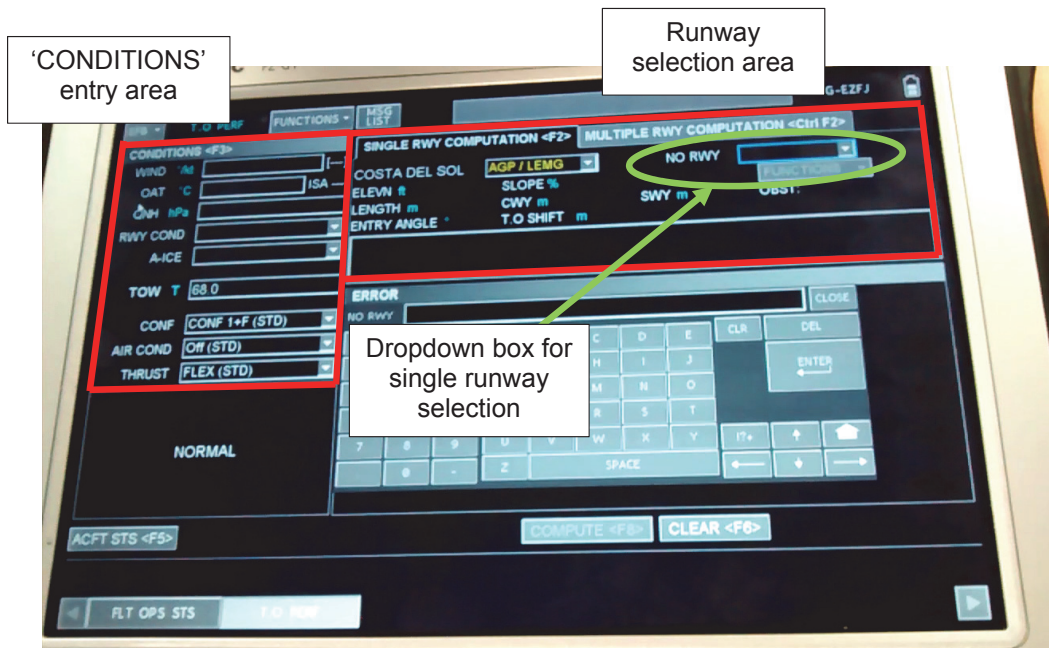 ‘CONDITIONS’
entry area
Runway
selection area
G-EZFJ
EFB
T.O PERF
FUNCTIONS
MSG
LIST
CONDITIONS <F3>
WIND °/kt [---]
OAT °C ISA
QNH hPa
RWY COND
A-ICE
TOW T 68.0
CONF CONF 1+F (STD)
AIR COND Off (STD)
THRUST FLEX (STD)
NORMAL
SINGLE RWY COMPUTATION <F2>
MULTIPLE RWY COMPUTATION <Ctrl F2>
COSTA DEL SOL AGP / LEMG NO RWY
FUNCTIONS
ELEVN ft SLOPE % OBST:
LENGTH m CWY m SWY m
ENTRY ANGLE ° T.O SHIFT m
ERROR
CLOSE
NO RWY
Dropdown box for
single runway
selection
C D E CLR DEL
H I J ENTER
M N O
R S T
7 8 9 U V W X Y !?+
. 0 - Z SPACE
ACFT STS <F5>
COMPUTE <F8>
CLEAR <F6>
FLT OPS STS
T.O PERF